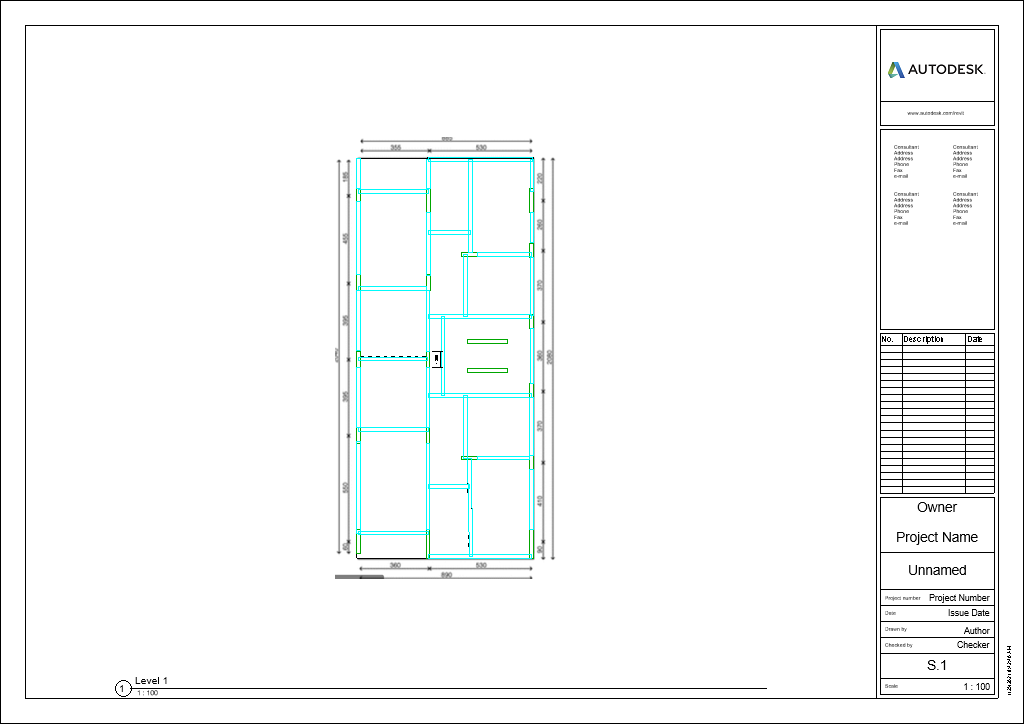 AUTODESK.
www.autodesk.com/revit
Consultant Consultant
Address Address
Address Address
Phone Phone
Fax Fax
e-mail e-mail
Consultant Consultant
Address Address
Address Address
Phone Phone
Fax Fax
e-mail e-mail
No. Description Date
Owner
Project Name
Unnamed
Project number Project Number
Date Issue Date
Drawn by Author
Checked by Checker
S.1
Scale 1 : 100
355 530
185
455
395
395
550
60
220
260
370
360
2080
370
410
90
360 530
890
1 Level 1
1 : 100